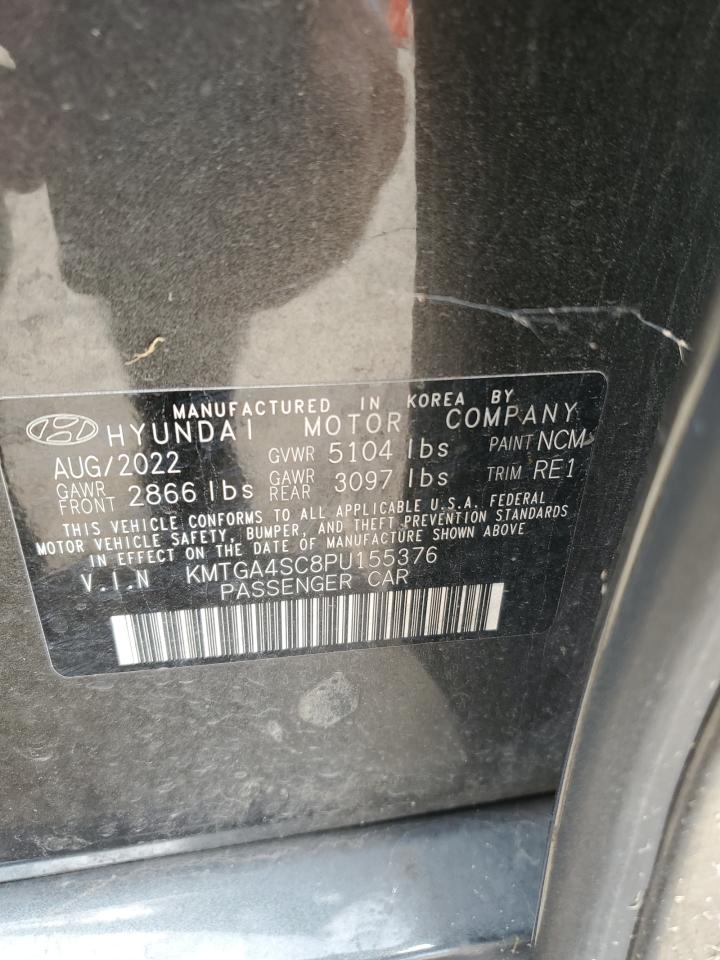 MANUFACTURED IN KOREA BY
HYUNDAI MOTOR COMPANY
AUG/2022 GVWR 5104 lbs PAINT NCM
GAWR FRONT 2866 lbs GAWR REAR 3097 lbs TRIM RE1
THIS VEHICLE CONFORMS TO ALL APPLICABLE U.S.A. FEDERAL
MOTOR VEHICLE SAFETY, BUMPER, AND THEFT PREVENTION STANDARDS
IN EFFECT ON THE DATE OF MANUFACTURE SHOWN ABOVE
V.I.N KMTGA4SC8PU155376
PASSENGER CAR